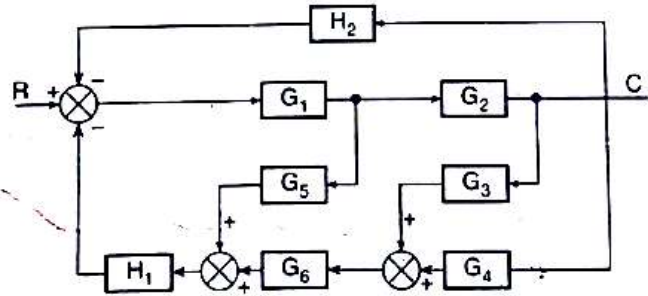 H₂
−
R + G₁ G₂ C
−
G₅ G₃
+ +
H₁ + G₆ + G₄